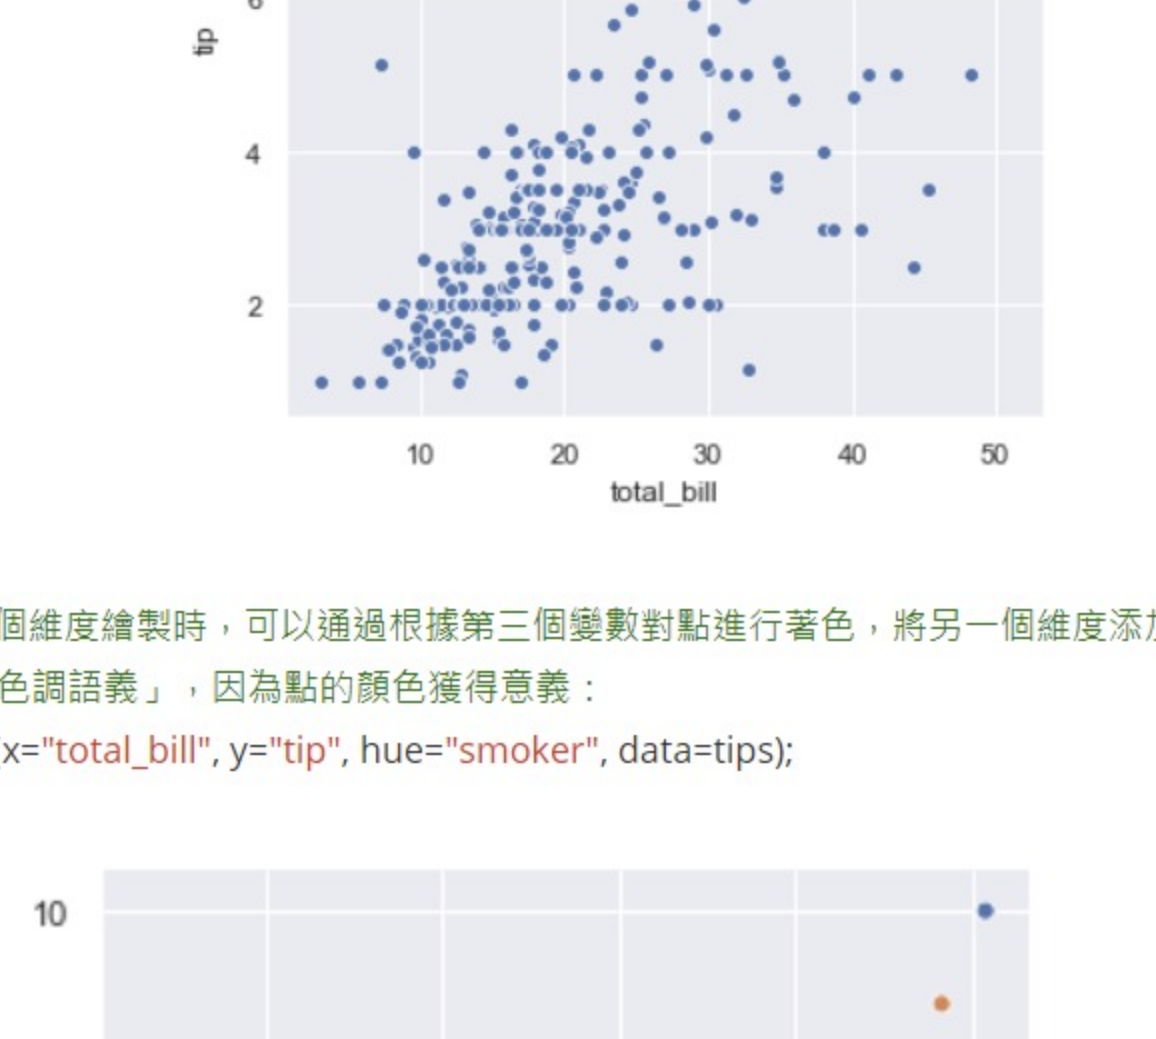 6
tip
4
2
10 20 30 40 50
total_bill
個維度繪製時，可以通過根據第三個變數對點進行著色，將另一個維度添加
色調語義」，因為點的顏色獲得意義：
x="total_bill", y="tip", hue="smoker", data=tips);
10